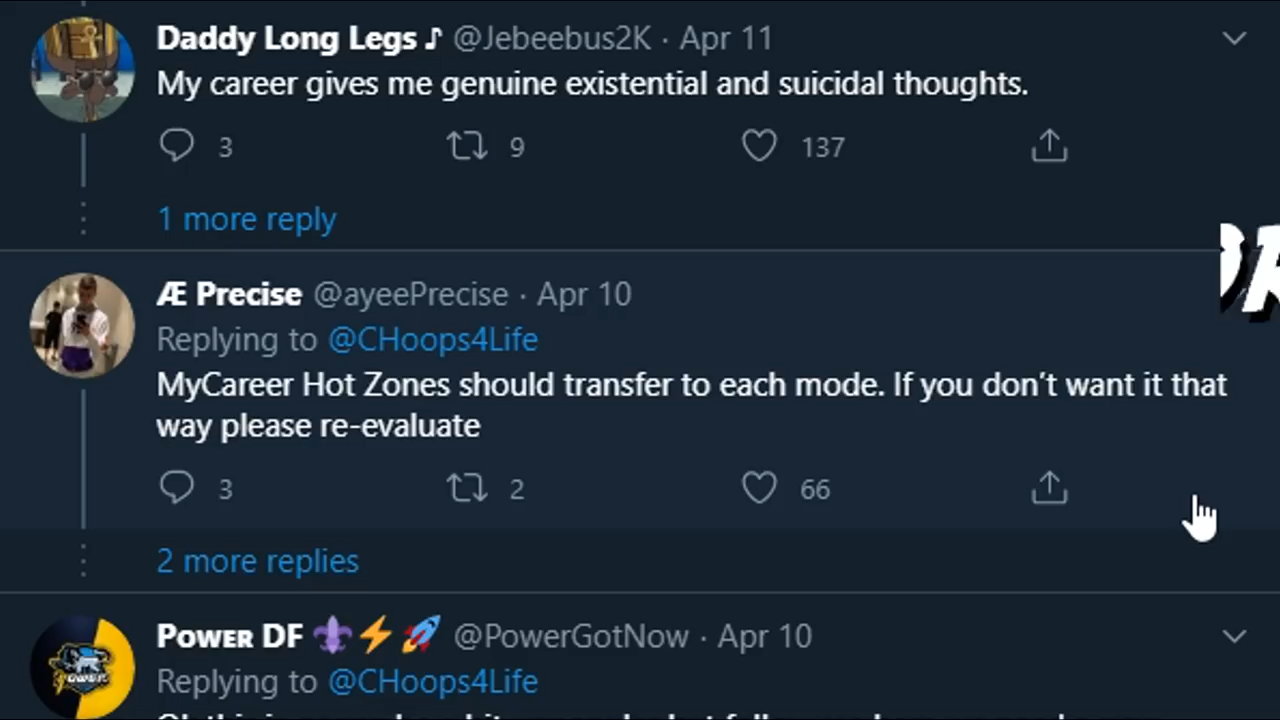 Daddy Long Legs ♪ @Jebeebus2K · Apr 11
My career gives me genuine existential and suicidal thoughts.
3 9 137
1 more reply
Æ Precise @ayeePrecise · Apr 10
Replying to @CHoops4Life
MyCareer Hot Zones should transfer to each mode. If you don’t want it that
way please re-evaluate
3 2 66
2 more replies
Power DF ⚜⚡🚀 @PowerGotNow · Apr 10
Replying to @CHoops4Life